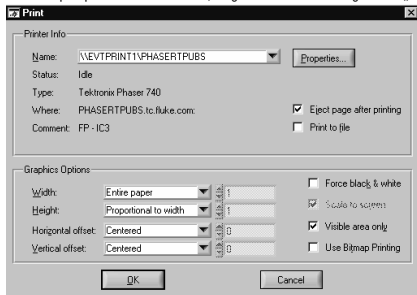 Print
Printer Info
Name: \\EVTPRINT1\PHASERTPUBS Properties...
Status: Idle
Type: Tektronix Phaser 740
Where: PHASERTPUBS.tc.fluke.com: Eject page after printing
Comment: FP - IC3 Print to file
Graphics Options
Width: Entire paper 1 Force black & white
Height: Proportional to width 1 Scale to screen
Horizontal offset: Centered 0 Visible area only
Vertical offset: Centered 0 Use Bitmap Printing
OK Cancel